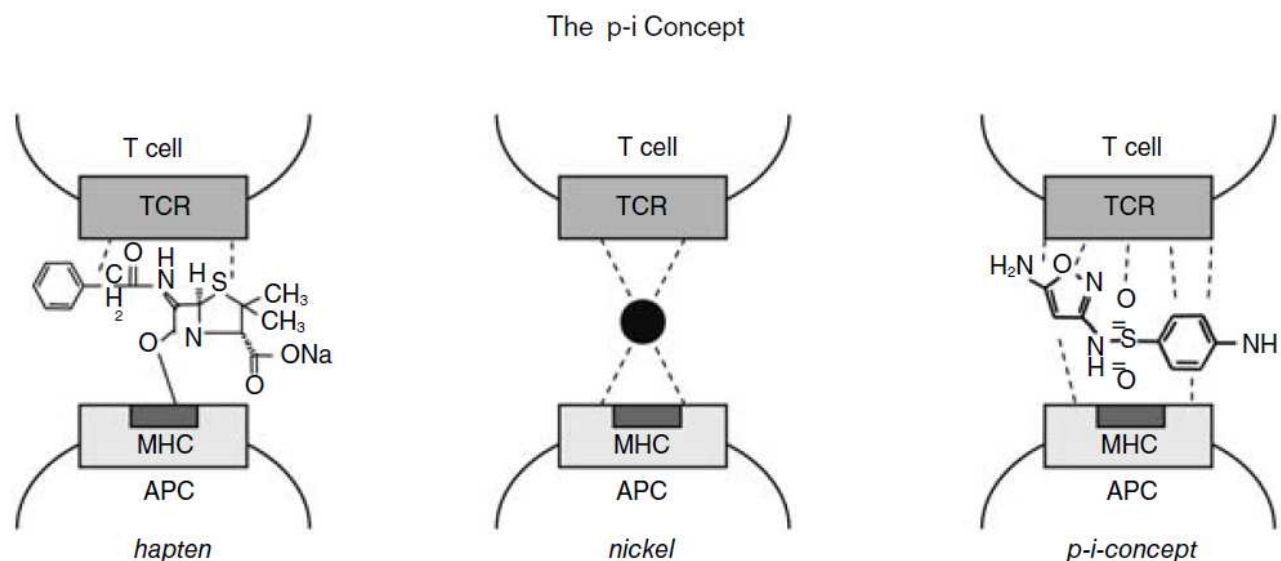 The p-i Concept
T cell
TCR
O
H
N
H
S
C
H
2
CH3
CH3
O
N
ONa
O
MHC
APC
hapten
T cell
TCR
MHC
APC
nickel
T cell
TCR
H2N
O
N
O
N
H
S
O
NH
MHC
APC
p-i-concept